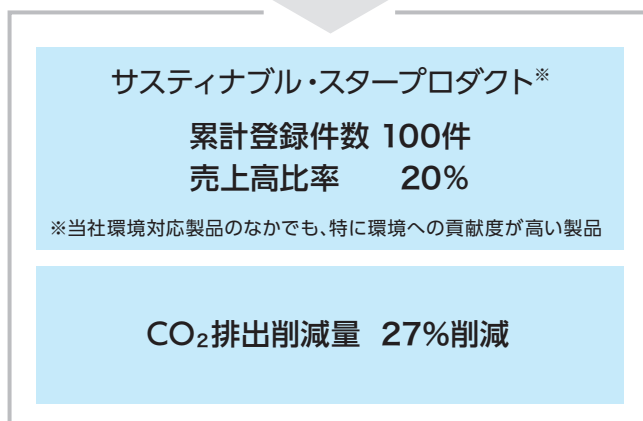 サスティナブル・スタープロダクト※
累計登録件数 100件
売上高比率 20%
※当社環境対応製品のなかでも、特に環境への貢献度が高い製品
CO₂排出削減量 27%削減